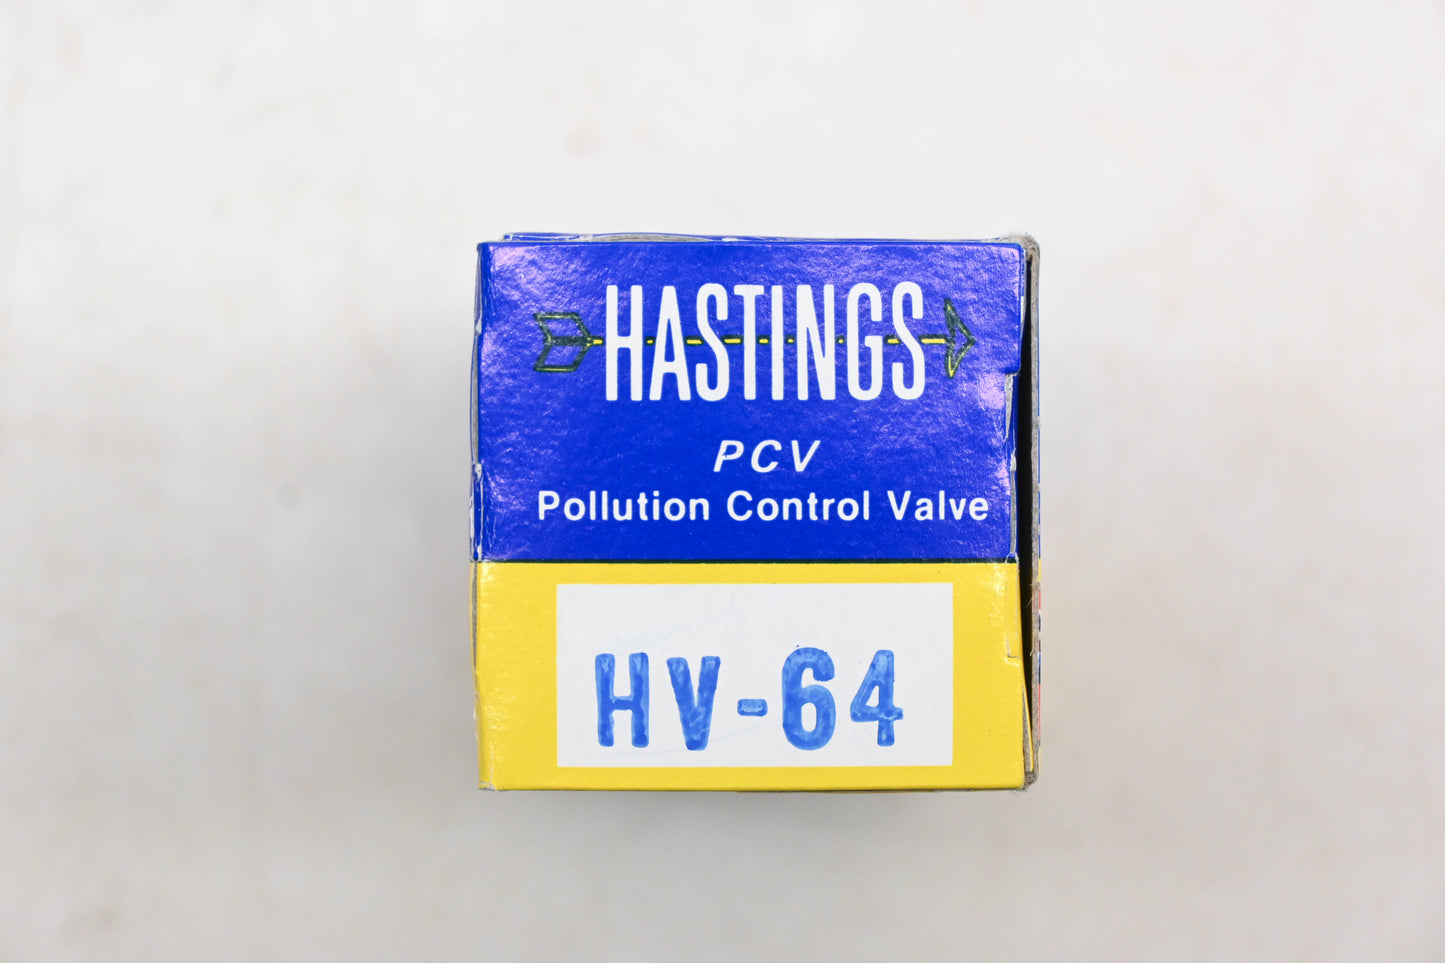 HASTINGS
PCV
Pollution Control Valve
HV-64